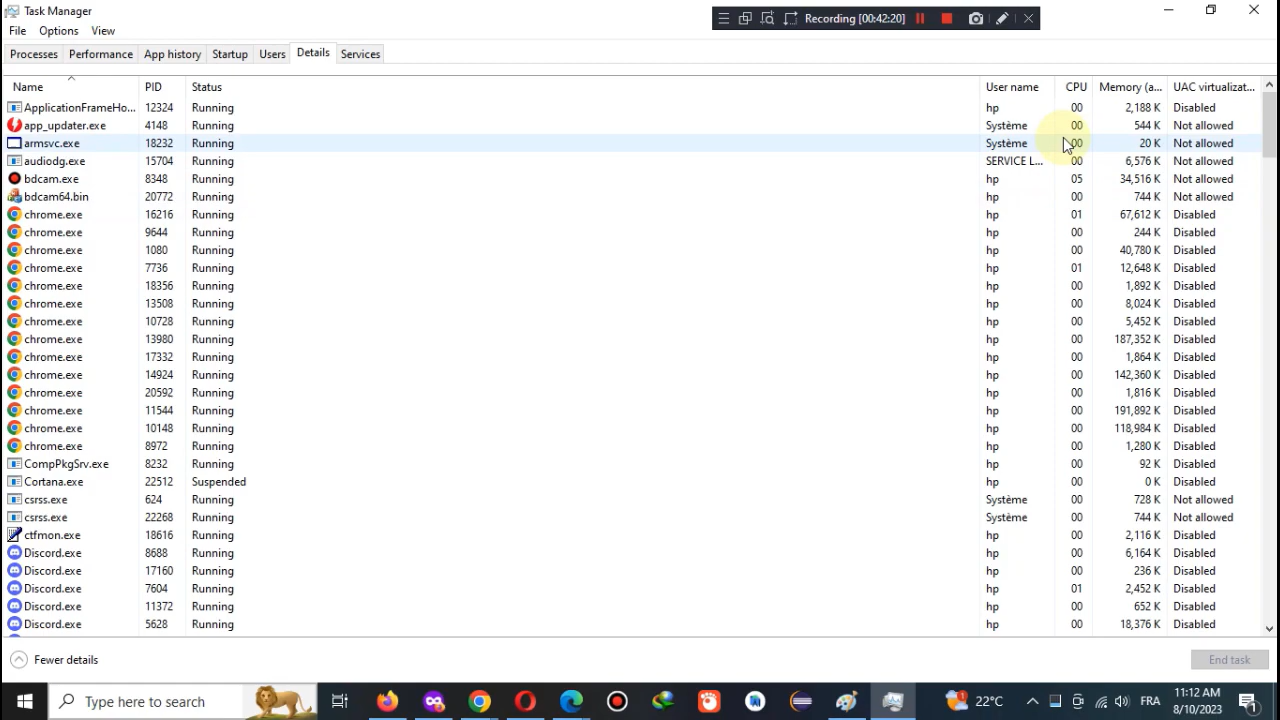 Task Manager
Recording [00:42:20]
File Options View
Processes Performance App history Startup Users Details Services
Name PID Status User name CPU Memory (a... UAC virtualizat...
ApplicationFrameHo... 12324 Running hp 00 2,188 K Disabled
app_updater.exe 4148 Running Système 00 544 K Not allowed
armsvc.exe 18232 Running Système 00 20 K Not allowed
audiodg.exe 15704 Running SERVICE L... 00 6,576 K Not allowed
bdcam.exe 8348 Running hp 05 34,516 K Not allowed
bdcam64.bin 20772 Running hp 00 744 K Not allowed
chrome.exe 16216 Running hp 01 67,612 K Disabled
chrome.exe 9644 Running hp 00 244 K Disabled
chrome.exe 1080 Running hp 00 40,780 K Disabled
chrome.exe 7736 Running hp 01 12,648 K Disabled
chrome.exe 18356 Running hp 00 1,892 K Disabled
chrome.exe 13508 Running hp 00 8,024 K Disabled
chrome.exe 10728 Running hp 00 5,452 K Disabled
chrome.exe 13980 Running hp 00 187,352 K Disabled
chrome.exe 17332 Running hp 00 1,864 K Disabled
chrome.exe 14924 Running hp 00 142,360 K Disabled
chrome.exe 20592 Running hp 00 1,816 K Disabled
chrome.exe 11544 Running hp 00 191,892 K Disabled
chrome.exe 10148 Running hp 00 118,984 K Disabled
chrome.exe 8972 Running hp 00 1,280 K Disabled
CompPkgSrv.exe 8232 Running hp 00 92 K Disabled
Cortana.exe 22512 Suspended hp 00 0 K Disabled
csrss.exe 624 Running Système 00 728 K Not allowed
csrss.exe 22268 Running Système 00 744 K Not allowed
ctfmon.exe 18616 Running hp 00 2,116 K Disabled
Discord.exe 8688 Running hp 00 6,164 K Disabled
Discord.exe 17160 Running hp 00 236 K Disabled
Discord.exe 7604 Running hp 01 2,452 K Disabled
Discord.exe 11372 Running hp 00 652 K Disabled
Discord.exe 5628 Running hp 00 18,376 K Disabled
Fewer details End task
Type here to search 22°C FRA 11:12 AM
8/10/2023 1